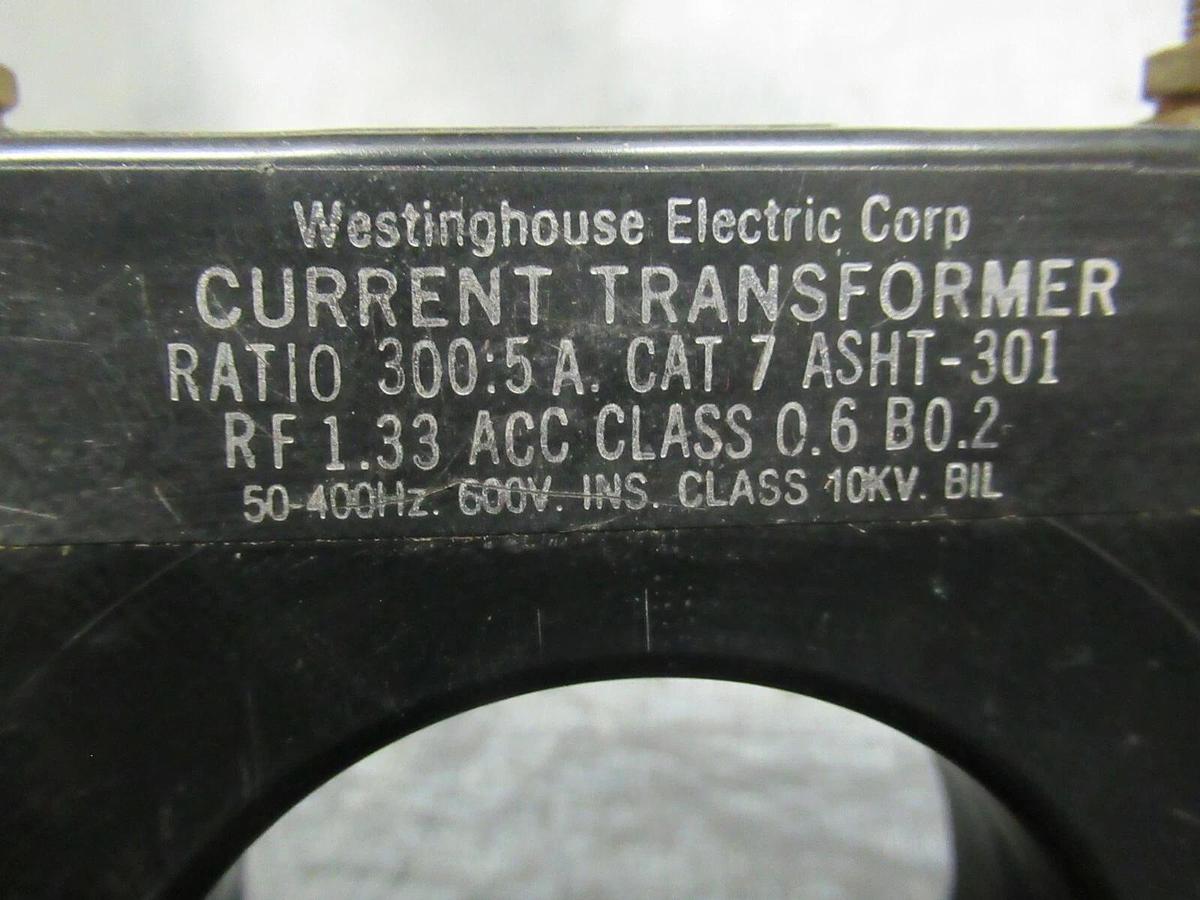 Westinghouse Electric Corp
CURRENT TRANSFORMER
RATIO 300:5 A. CAT 7 ASHT-301
RF 1.33 ACC CLASS 0.6 B0.2
50-400Hz. 600V. INS. CLASS 10KV. BIL